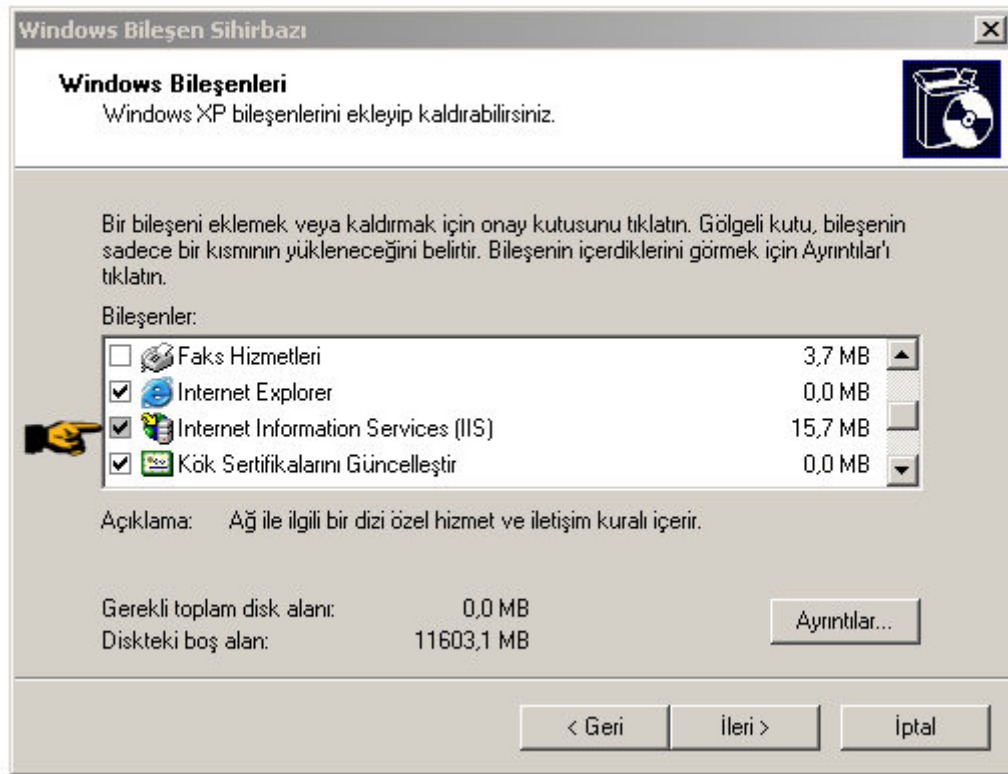 Windows Bileşen Sihirbazı
Windows Bileşenleri
Windows XP bileşenlerini ekleyip kaldırabilirsiniz.
Bir bileşeni eklemek veya kaldırmak için onay kutusunu tıklatın. Gölgeli kutu, bileşenin
sadece bir kısmının yükleneceğini belirtir. Bileşenin içerdiklerini görmek için Ayrıntılar'ı
tıklatın.
Bileşenler:
Faks Hizmetleri 3,7 MB
Internet Explorer 0,0 MB
Internet Information Services (IIS) 15,7 MB
Kök Sertifikalarını Güncelleştir 0,0 MB
Açıklama: Ağ ile ilgili bir dizi özel hizmet ve iletişim kuralı içerir.
Gerekli toplam disk alanı: 0,0 MB
Diskteki boş alan: 11603,1 MB
Ayrıntılar...
< Geri İleri > İptal